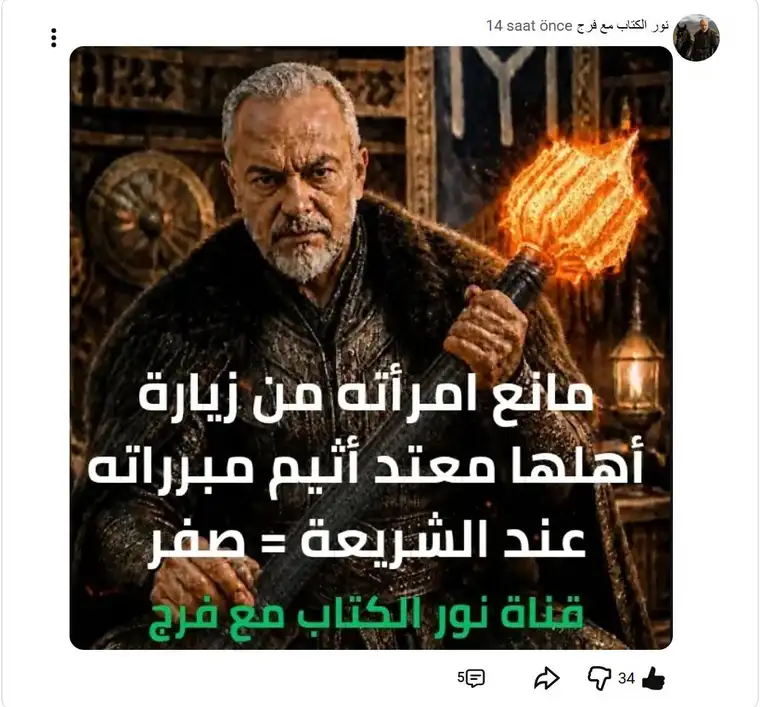 نور الكتاب مع فرج 14 saat önce
مانع امرأته من زيارة
أهلها معتد أثيم مبرراته
عند الشريعة = صفر
قناة نور الكتاب مع فرج
34
5